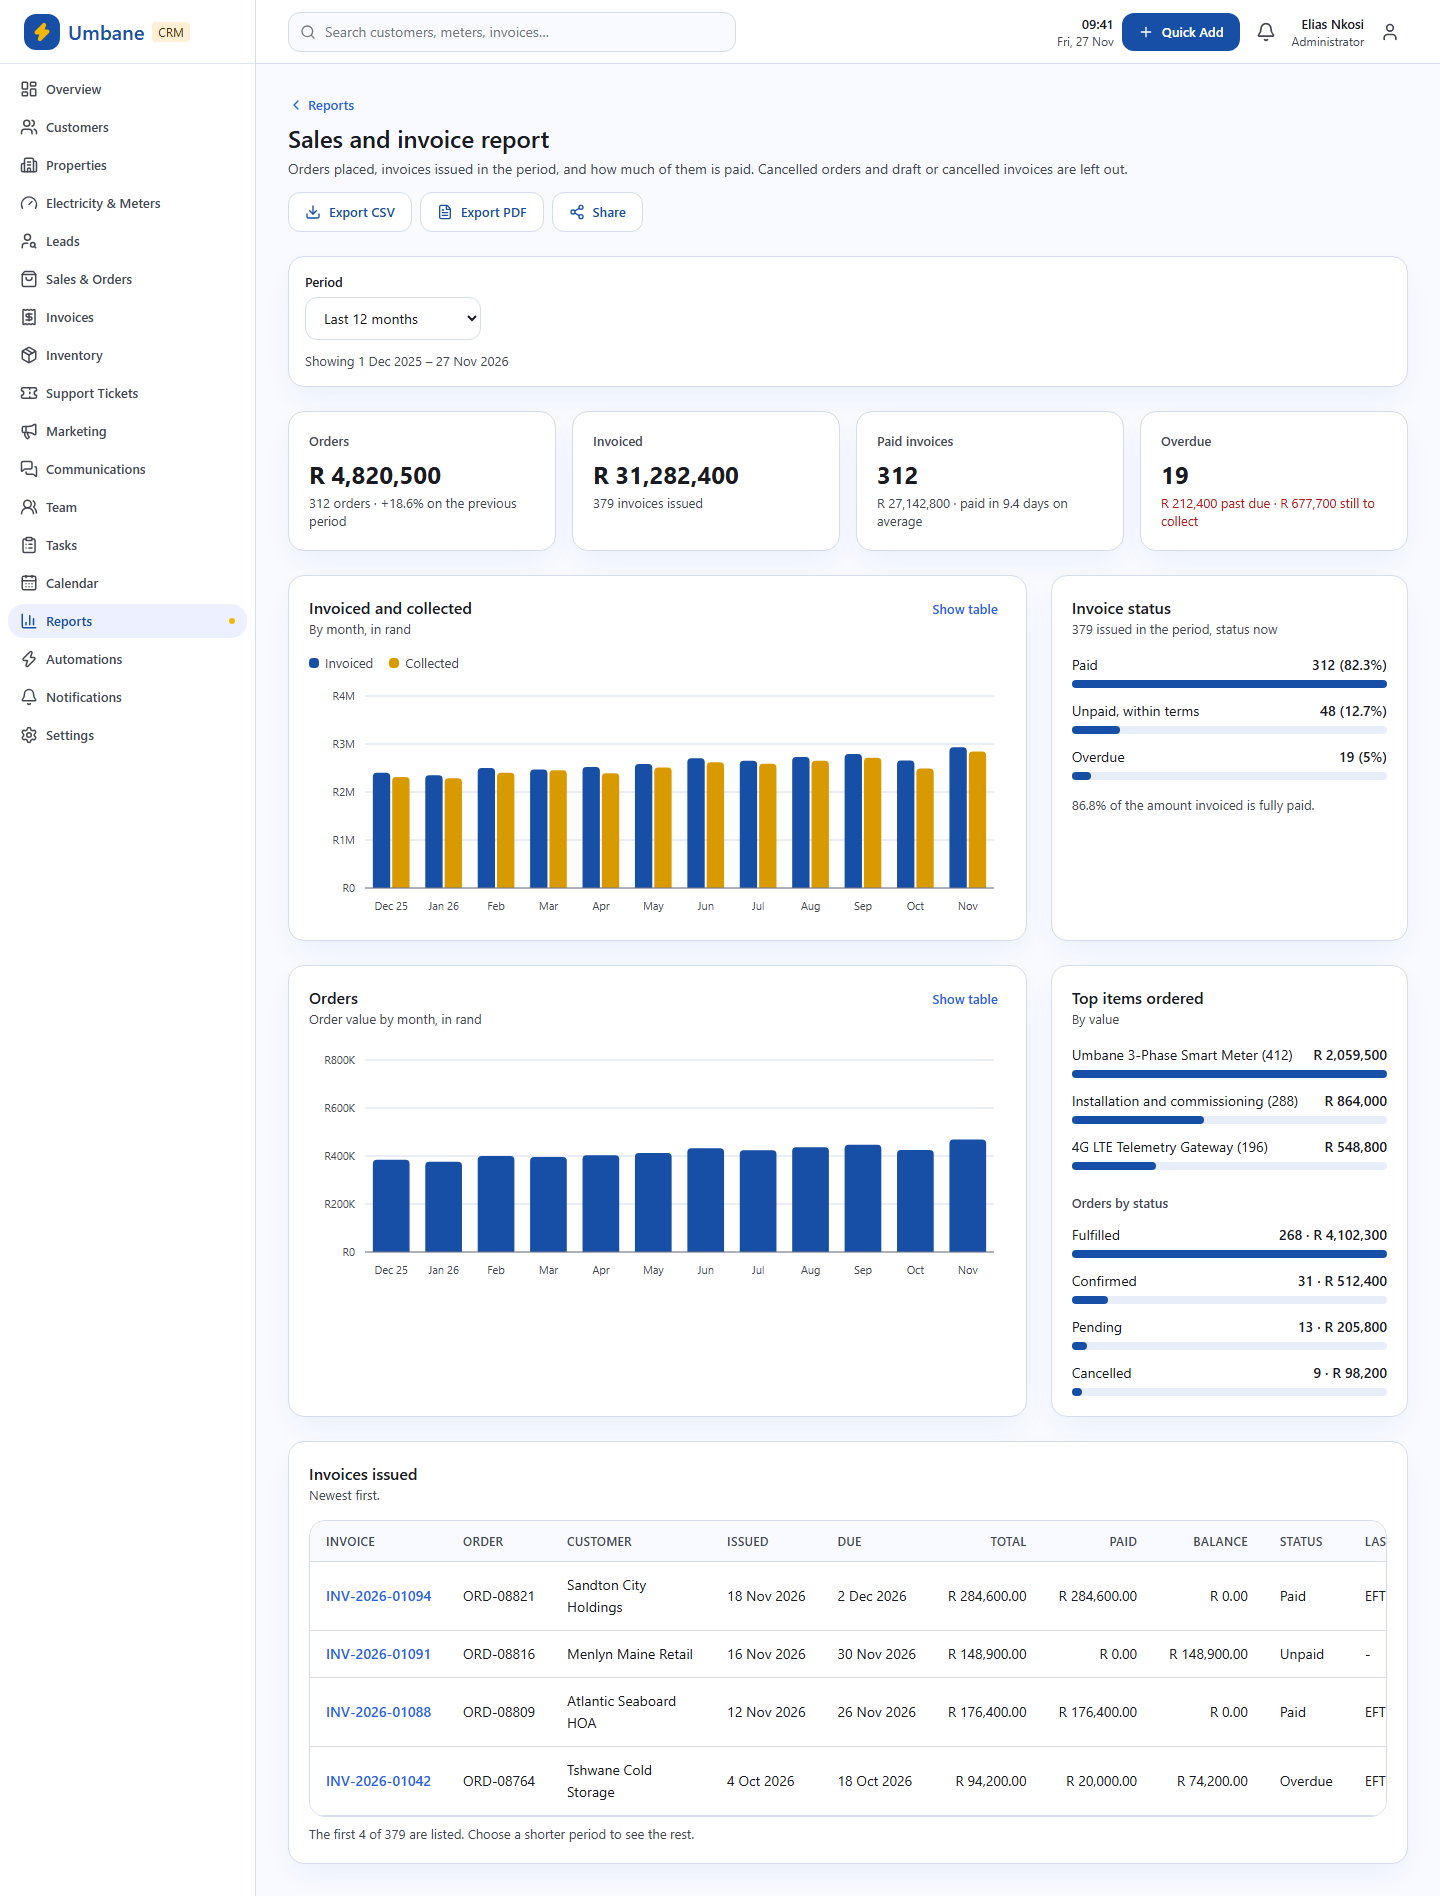 Umbane CRM
Search customers, meters, invoices...
09:41
Fri, 27 Nov
Quick Add
Elias Nkosi
Administrator
Overview
Customers
Properties
Electricity & Meters
Leads
Sales & Orders
Invoices
Inventory
Support Tickets
Marketing
Communications
Team
Tasks
Calendar
Reports
Automations
Notifications
Settings
Reports
Sales and invoice report
Orders placed, invoices issued in the period, and how much of them is paid. Cancelled orders and draft or cancelled invoices are left out.
Export CSV
Export PDF
Share
Period
Last 12 months
Showing 1 Dec 2025 – 27 Nov 2026
Orders
R 4,820,500
312 orders · +18.6% on the previous
period
Invoiced
R 31,282,400
379 invoices issued
Paid invoices
312
R 27,142,800 · paid in 9.4 days on
average
Overdue
19
R 212,400 past due · R 677,700 still to
collect
Invoiced and collected
Show table
By month, in rand
Invoiced
Collected
R4M
R3M
R2M
R1M
R0
Dec 25 Jan 26 Feb Mar Apr May Jun Jul Aug Sep Oct Nov
Invoice status
379 issued in the period, status now
Paid 312 (82.3%)
Unpaid, within terms 48 (12.7%)
Overdue 19 (5%)
86.8% of the amount invoiced is fully paid.
Orders
Show table
Order value by month, in rand
R800K
R600K
R400K
R200K
R0
Dec 25 Jan 26 Feb Mar Apr May Jun Jul Aug Sep Oct Nov
Top items ordered
By value
Umbane 3-Phase Smart Meter (412) R 2,059,500
Installation and commissioning (288) R 864,000
4G LTE Telemetry Gateway (196) R 548,800
Orders by status
Fulfilled 268 · R 4,102,300
Confirmed 31 · R 512,400
Pending 13 · R 205,800
Cancelled 9 · R 98,200
Invoices issued
Newest first.
INVOICE ORDER CUSTOMER ISSUED DUE TOTAL PAID BALANCE STATUS LAS
INV-2026-01094 ORD-08821 Sandton City Holdings 18 Nov 2026 2 Dec 2026 R 284,600.00 R 284,600.00 R 0.00 Paid EFT
INV-2026-01091 ORD-08816 Menlyn Maine Retail 16 Nov 2026 30 Nov 2026 R 148,900.00 R 0.00 R 148,900.00 Unpaid -
INV-2026-01088 ORD-08809 Atlantic Seaboard HOA 12 Nov 2026 26 Nov 2026 R 176,400.00 R 176,400.00 R 0.00 Paid EFT
INV-2026-01042 ORD-08764 Tshwane Cold Storage 4 Oct 2026 18 Oct 2026 R 94,200.00 R 20,000.00 R 74,200.00 Overdue EFT
The first 4 of 379 are listed. Choose a shorter period to see the rest.